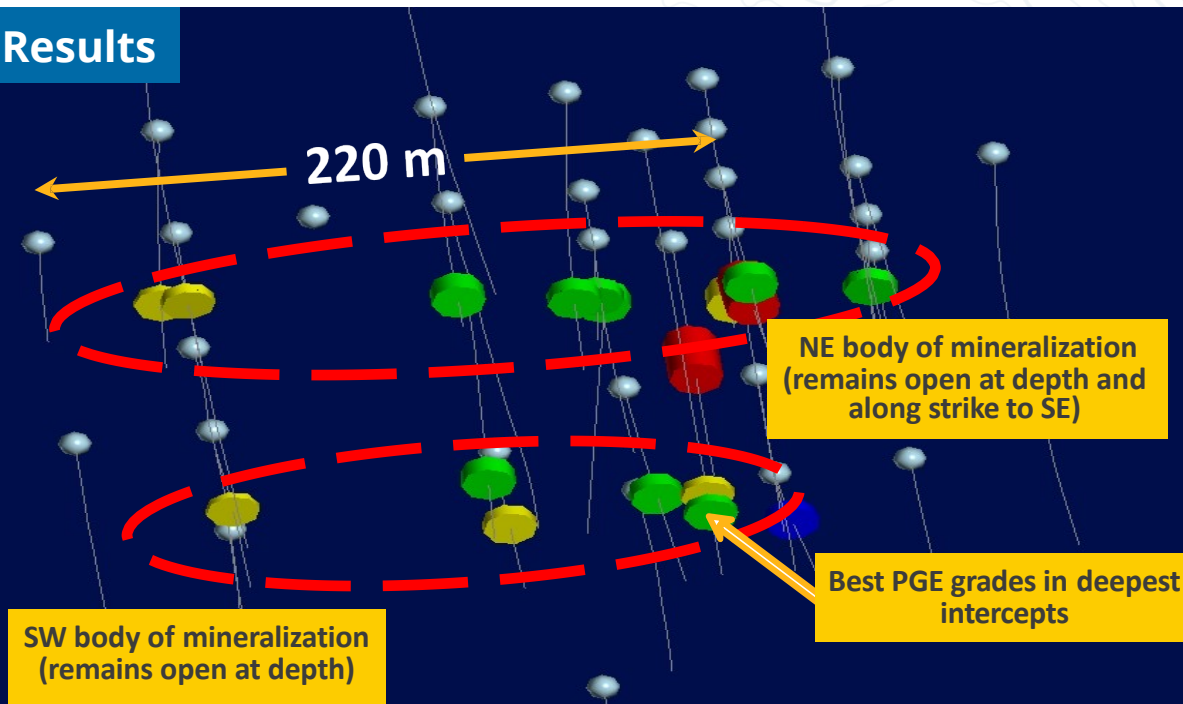 Results
220 m
NE body of mineralization
(remains open at depth and
along strike to SE)
Best PGE grades in deepest
intercepts
SW body of mineralization
(remains open at depth)